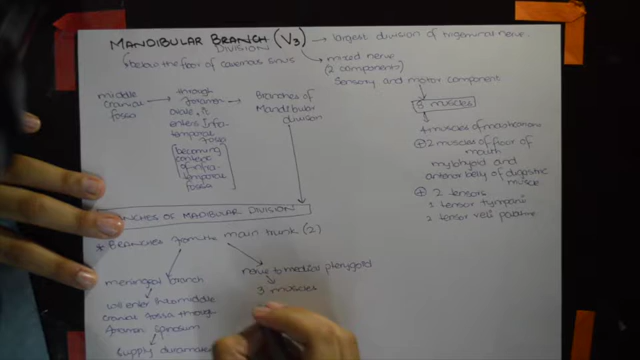 MANDIBULAR BRANCH (V3) → largest division of trigeminal nerve.
DIVISION
below the floor of cavernous sinus
mixed nerve
(2 components)
Sensory and motor component
middle
cranial
fossa
through
foramen
ovale,
enters Infra-
temporal
fossa
becoming
content
of infra-
temporal
fossa
Branches of
Mandibular
division
muscles
4 muscles of mastication
⊕ 2 muscles of floor of
mouth
mylohyoid and
anterior belly of digastric
muscle
⊕ 2 tensors
tensor tympani
tensor veli palatine
BRANCHES OF MADIBULAR DIVISION
* BRANCHES from the main trunk (2)
meningeal branch
will enter into middle
cranial fossa through
foramen spinosum
supply duramater
nerve to medial pterygoid
3 muscles